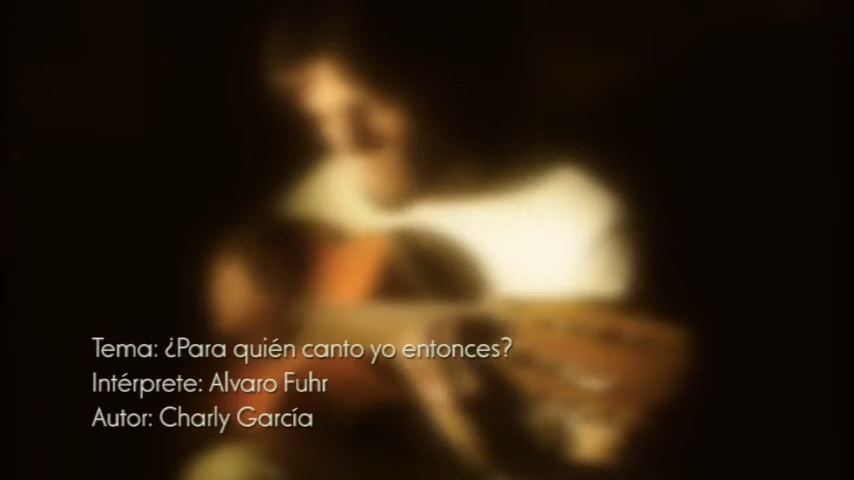 Tema: ¿Para quién canto yo entonces?
Intérprete: Alvaro Fuhr
Autor: Charly García